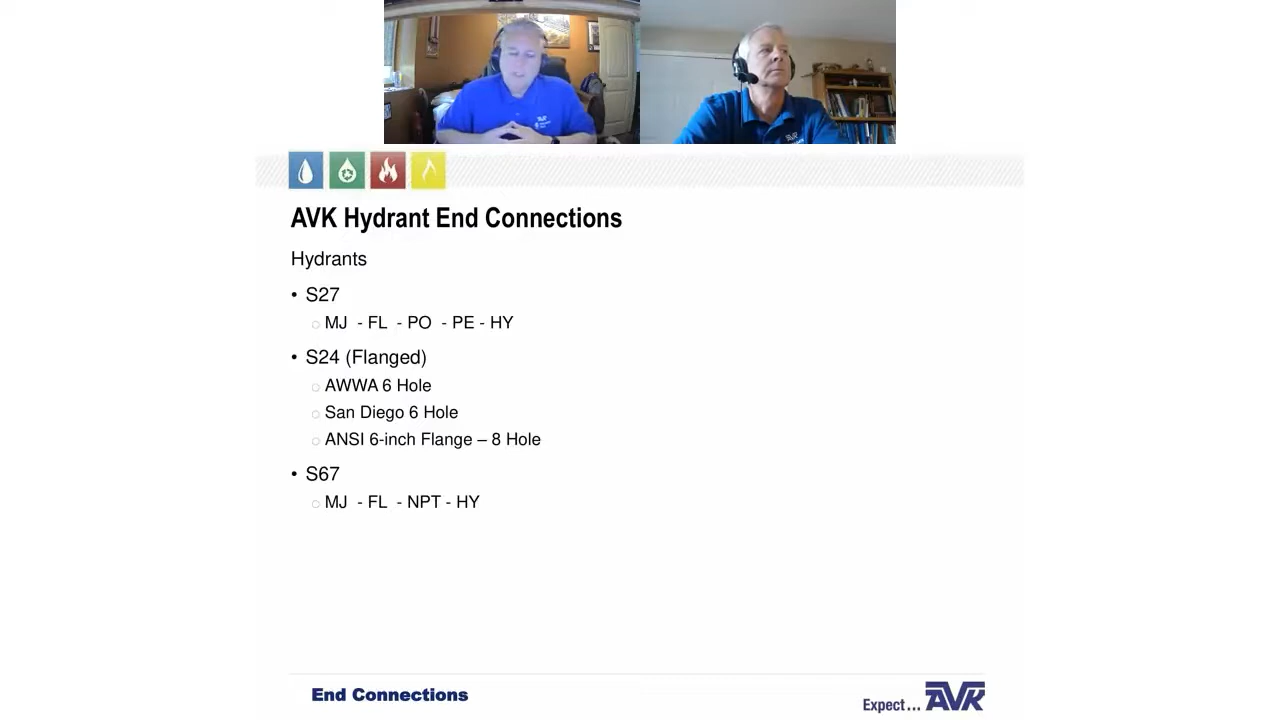 AVK Hydrant End Connections
Hydrants
• S27
○ MJ - FL - PO - PE - HY
• S24 (Flanged)
○ AWWA 6 Hole
○ San Diego 6 Hole
○ ANSI 6-inch Flange – 8 Hole
• S67
○ MJ - FL - NPT - HY
End Connections
Expect... AVK